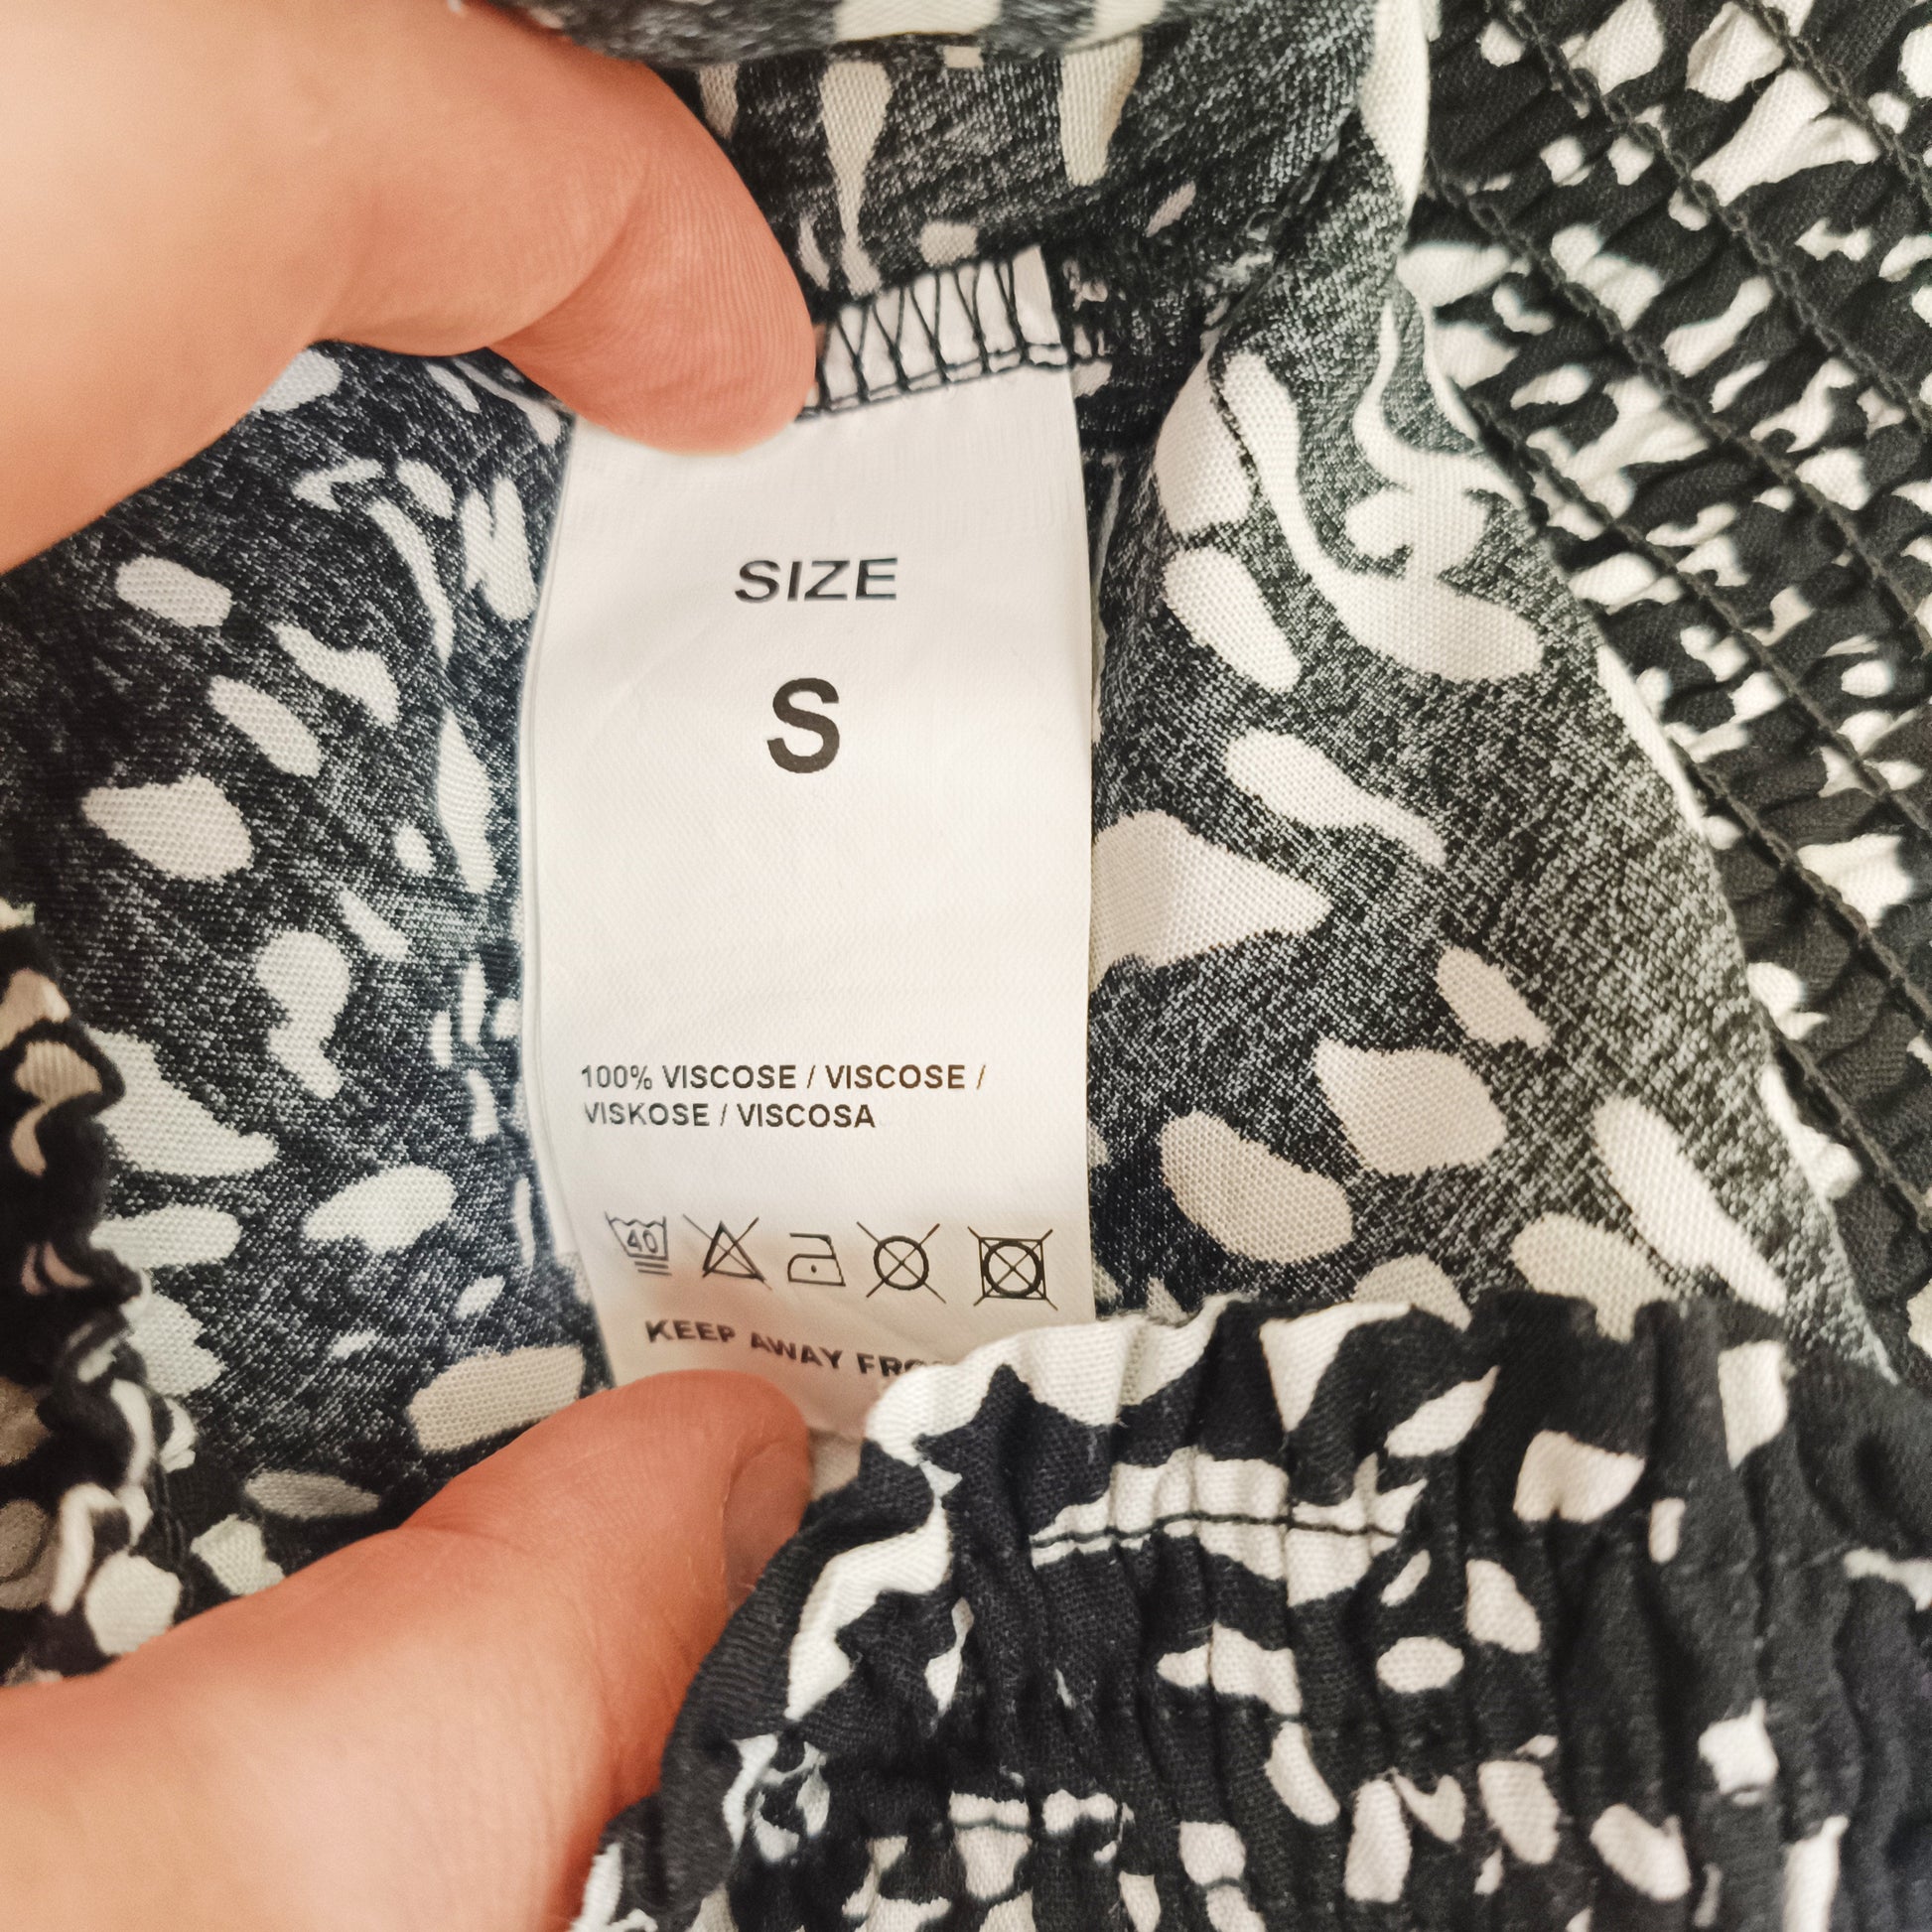 SIZE
S
100% VISCOSE / VISCOSE /
VISKOSE / VISCOSA
40
KEEP AWAY